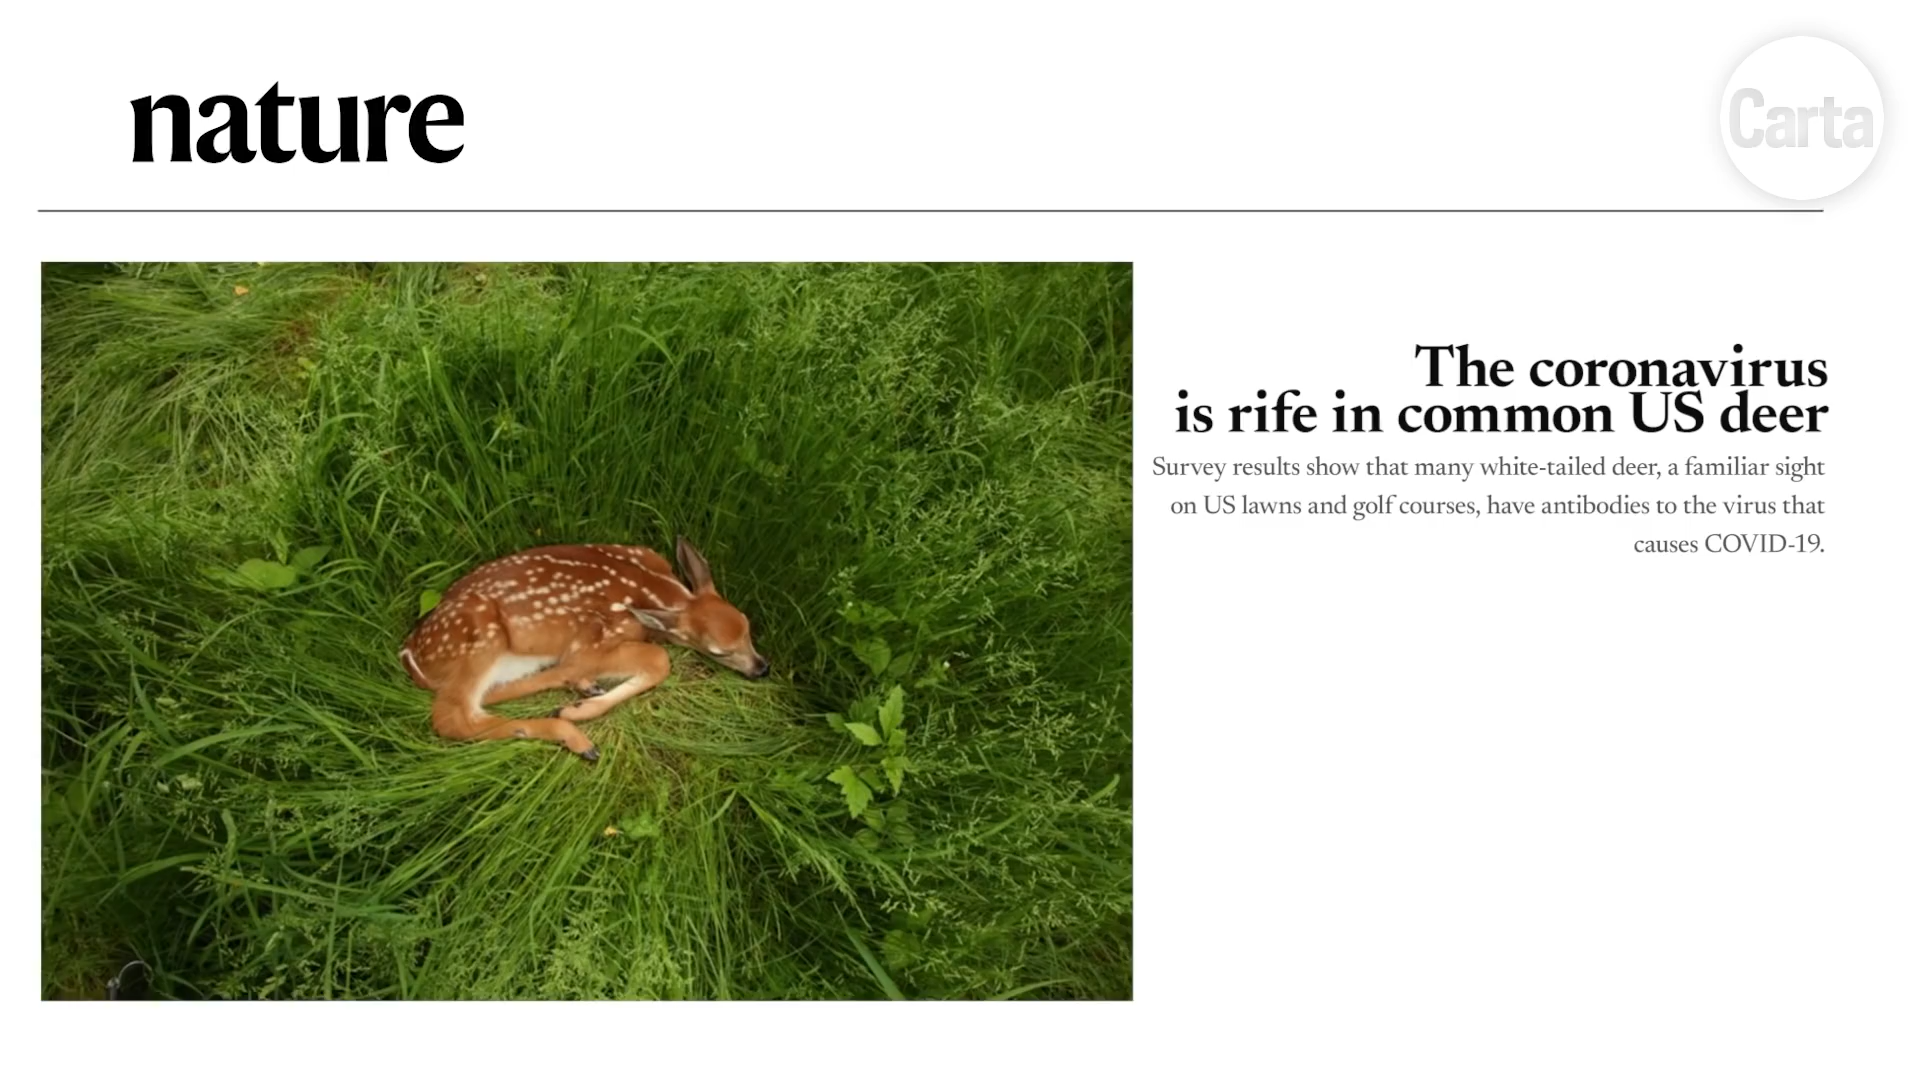 nature
Carta
The coronavirus
is rife in common US deer
Survey results show that many white-tailed deer, a familiar sight
on US lawns and golf courses, have antibodies to the virus that
causes COVID-19.